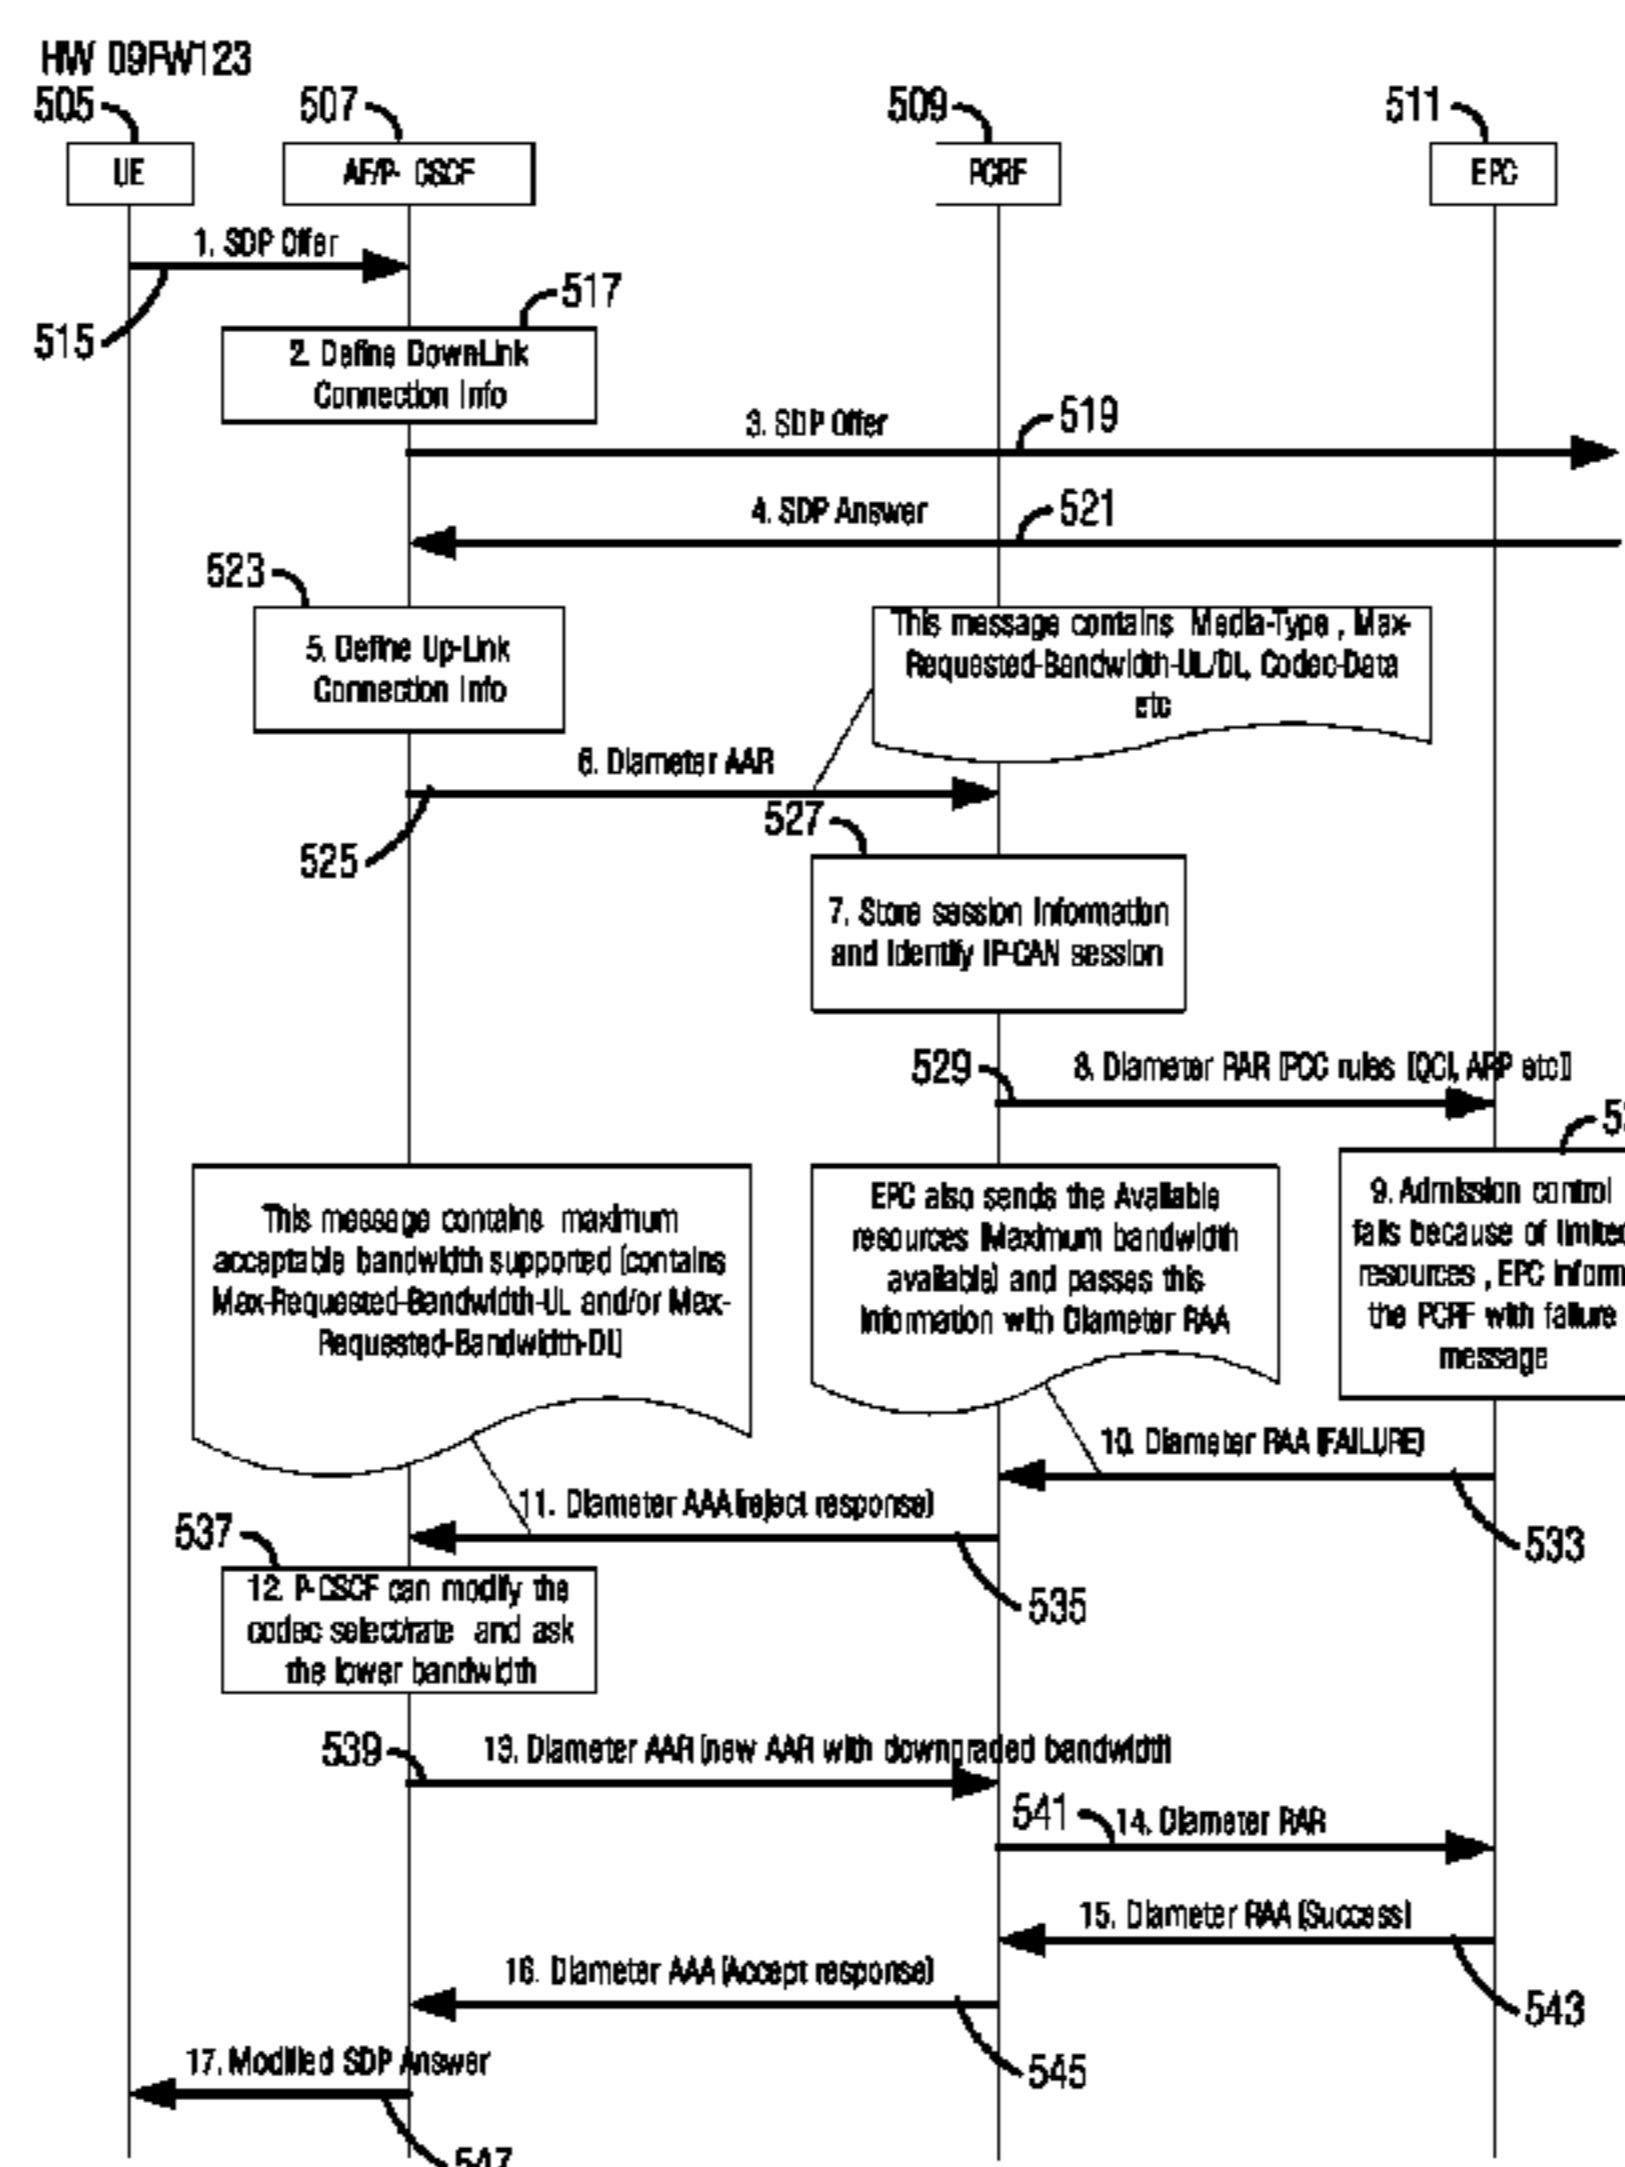 HW 09FW123
505
507
509
511
UE
AF/P- CSCF
PCRF
EPC
1. SDP Offer
515
517
2. Define DownLink
Connection Info
3. SDP Offer
519
4. SDP Answer
521
523
5. Define Up-Link
Connection Info
This message contains Media-Type , Max-
Requested-Bandwidth-UL/DL, Codec-Data
etc
6. Diameter AAR
525
527
7. Store session Information
and Identify IP-CAN session
529
8. Diameter RAR (PCC rules [QCI, ARP etc])
This message contains maximum
acceptable bandwidth supported (contains
Max-Requested-Bandwidth-UL and/or Max-
Requested-Bandwidth-DL)
EPC also sends the Available
resources (Maximum bandwidth
available) and passes this
Information with Diameter RAA
9. Admission control
fails because of limited
resources , EPC inform
the PCRF with failure
message
10. Diameter RAA (FAILURE)
533
11. Diameter AAA (reject response)
535
537
12. P-CSCF can modify the
codec select/rate and ask
the lower bandwidth
539
13. Diameter AAR (new AAR with downgraded bandwidth)
541
14. Diameter RAR
15. Diameter RAA (Success)
543
16. Diameter AAA (Accept response)
545
17. Modified SDP Answer
547